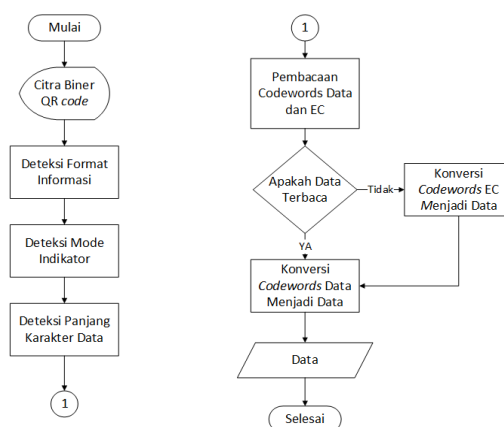 Mulai
Citra Biner
QR code
Deteksi Format
Informasi
Deteksi Mode
Indikator
Deteksi Panjang
Karakter Data
1
1
Pembacaan
Codewords Data
dan EC
Apakah Data
Terbaca
Tidak
Konversi
Codewords EC
Menjadi Data
YA
Konversi
Codewords Data
Menjadi Data
Data
Selesai